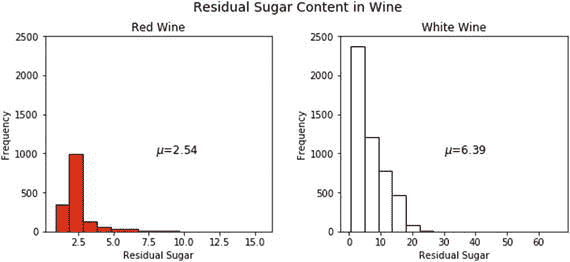 Residual Sugar Content in Wine
Red Wine
2500
2000
1500
1000
500
0
Frequency
μ=2.54
2.5 5.0 7.5 10.0 12.5 15.0
Residual Sugar
White Wine
2500
2000
1500
1000
500
0
Frequency
μ=6.39
0 10 20 30 40 50 60
Residual Sugar